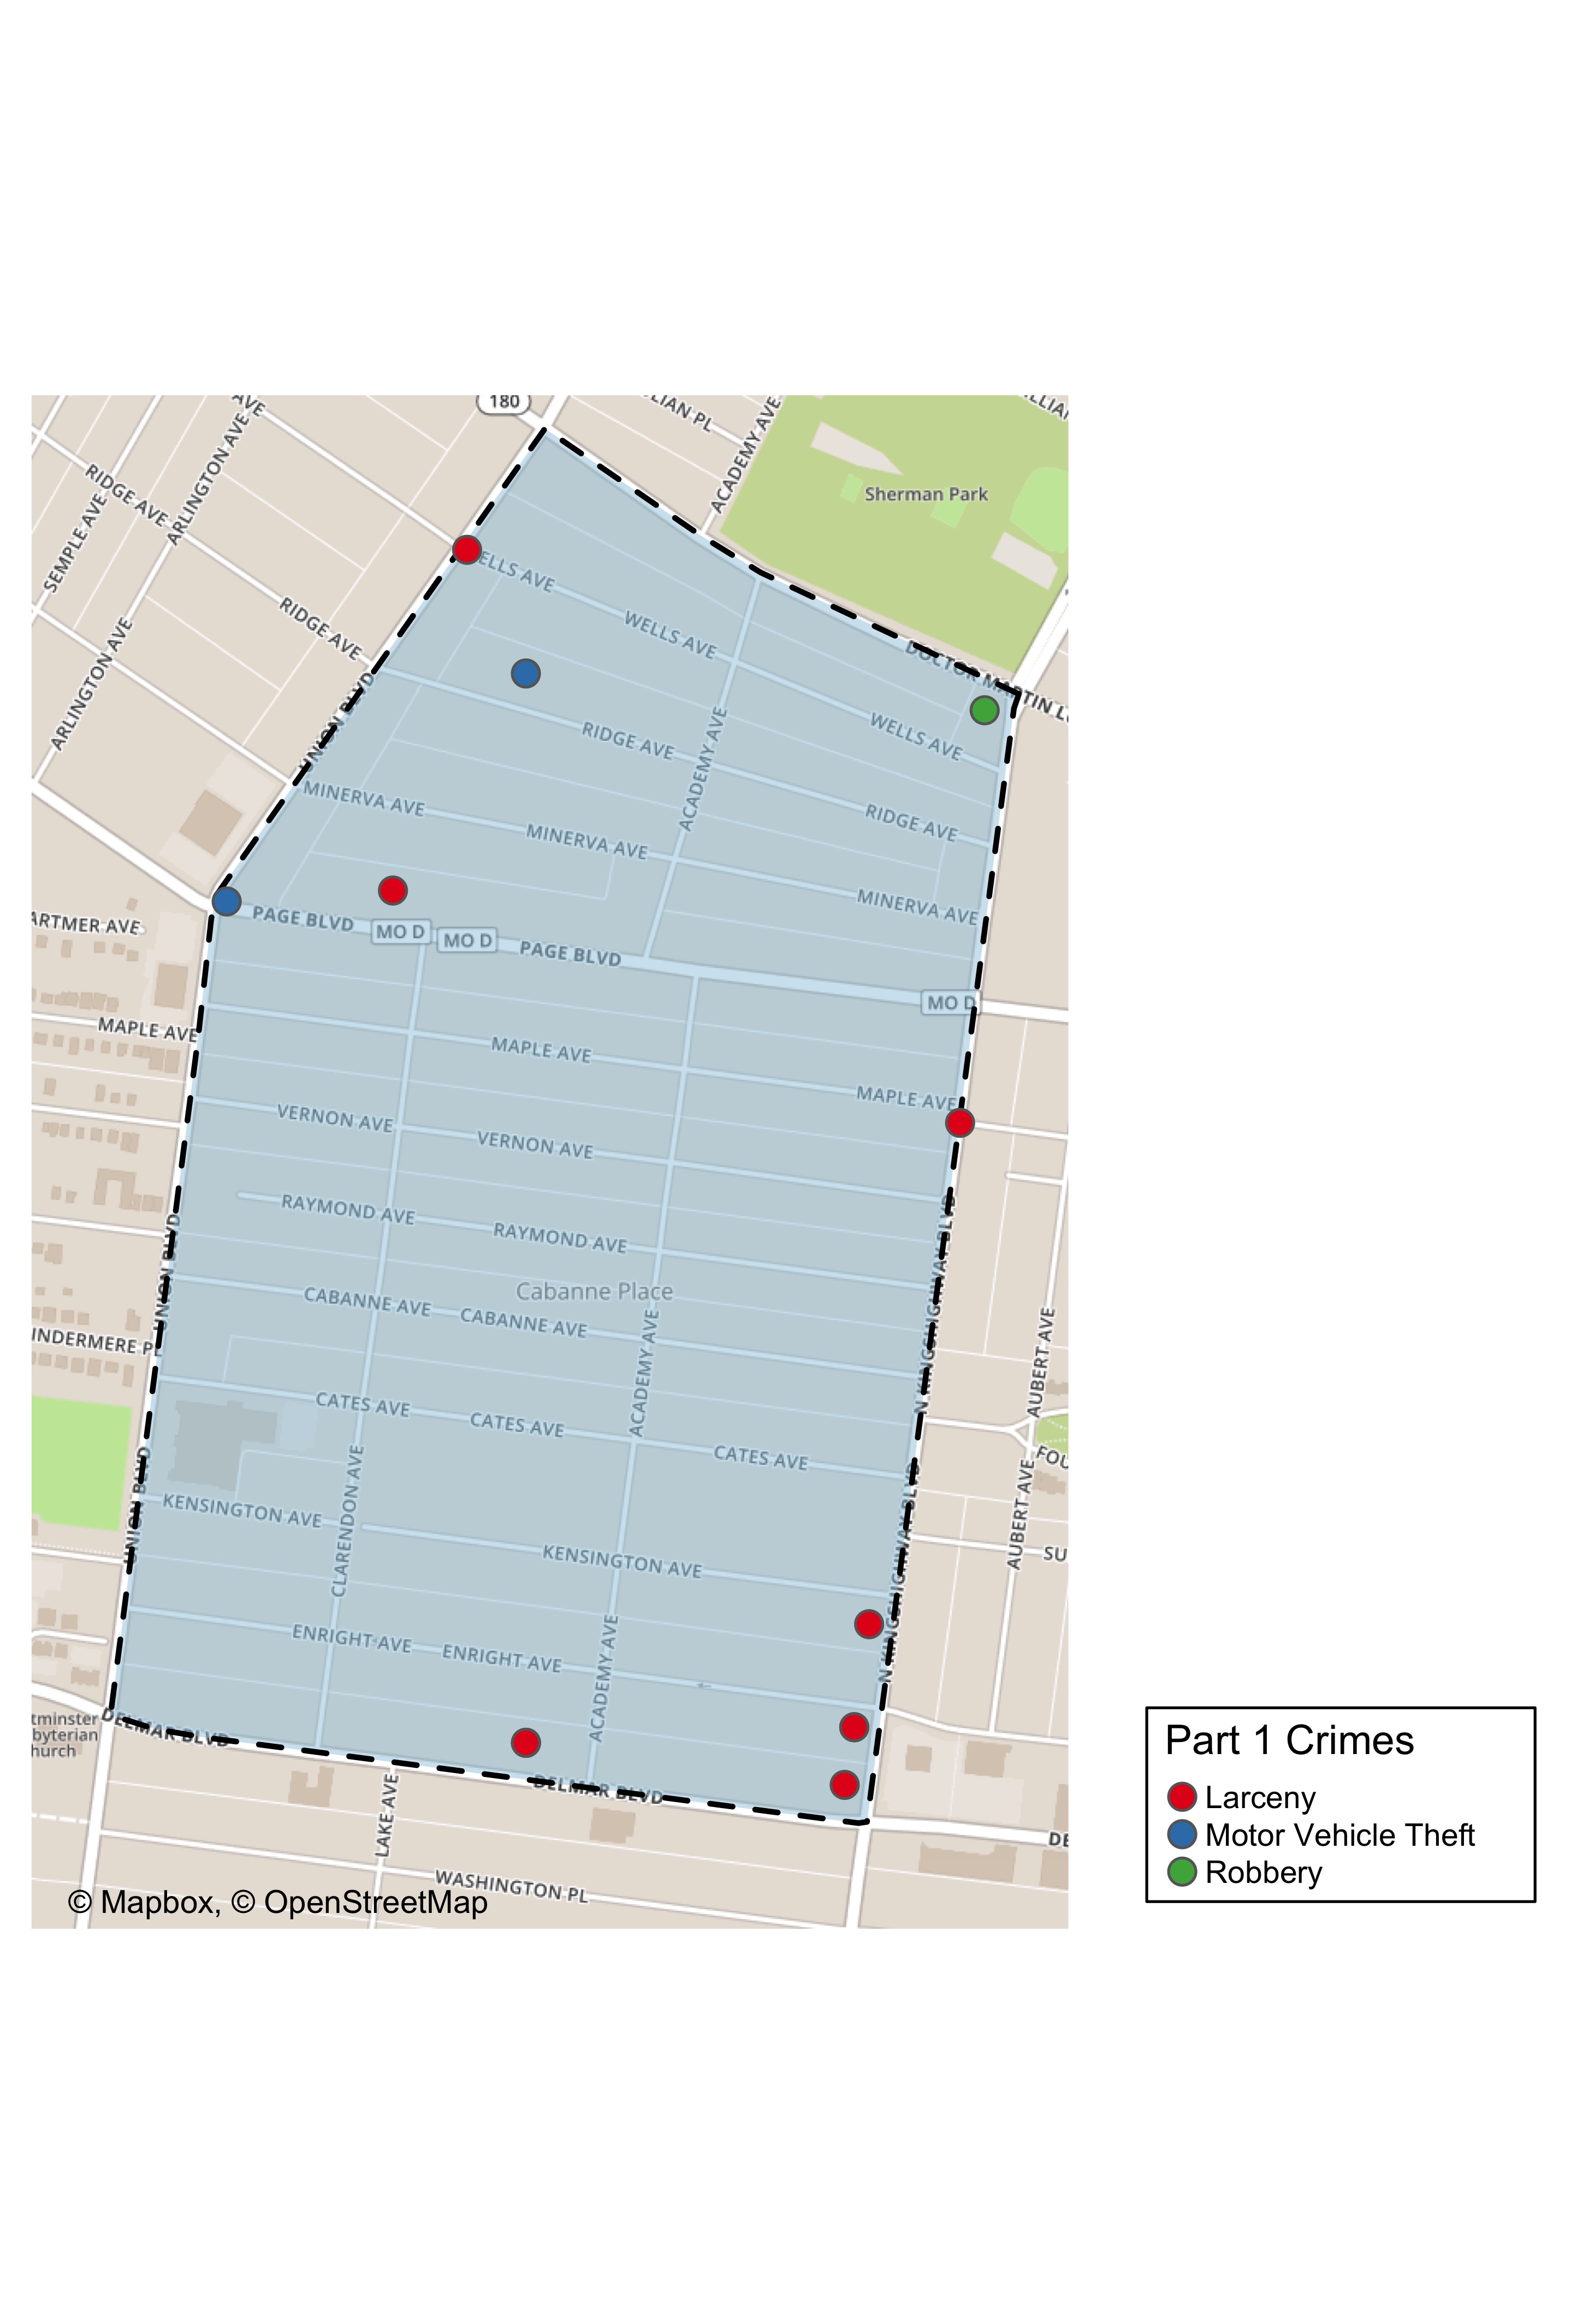 AVE
180
LIAN PL
ACADEMY AVE
ILLIA
RIDGE AVE
SEMPLE AVE
ARLINGTON AVE
Sherman Park
ELLS AVE
WELLS AVE
RIDGE AVE
ARLINGTON AVE
UNION BLVD
DOCTOR MARTIN L
WELLS AVE
RIDGE AVE
ACADEMY AVE
MINERVA AVE
MINERVA AVE
RIDGE AVE
MINERVA AVE
ARTMER AVE
PAGE BLVD
MO D
MO D
PAGE BLVD
MO D
MAPLE AVE
MAPLE AVE
MAPLE AVE
VERNON AVE
VERNON AVE
RAYMOND AVE
RAYMOND AVE
UNION BLVD
N KINGSHIGHWAY BLVD
Cabanne Place
CABANNE AVE
CABANNE AVE
INDERMERE P
ACADEMY AVE
AUBERT AVE
CATES AVE
CATES AVE
CATES AVE
FOU
UNION BLVD
CLARENDON AVE
KENSINGTON AVE
KENSINGTON AVE
N KINGSHIGHWAY BLVD
AUBERT AVE
SU
ENRIGHT AVE
ENRIGHT AVE
ACADEMY AVE
tminster
byterian
hurch
DELMAR BLVD
DELMAR BLVD
LAKE AVE
DE
WASHINGTON PL
© Mapbox, © OpenStreetMap
Part 1 Crimes
Larceny
Motor Vehicle Theft
Robbery